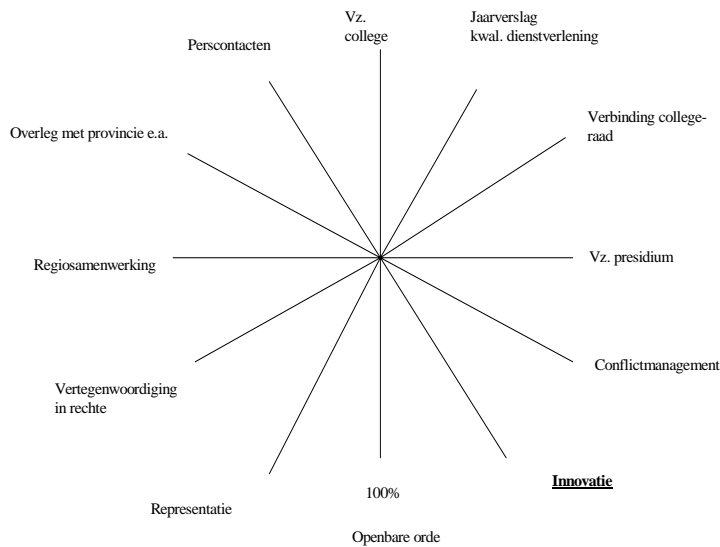 Vz.
college
Jaarverslag
kwal. dienstverlening
Perscontacten
Verbinding college-
raad
Overleg met provincie e.a.
Vz. presidium
Regiosamenwerking
Conflictmanagement
Vertegenwoordiging
in rechte
Innovatie
100%
Representatie
Openbare orde